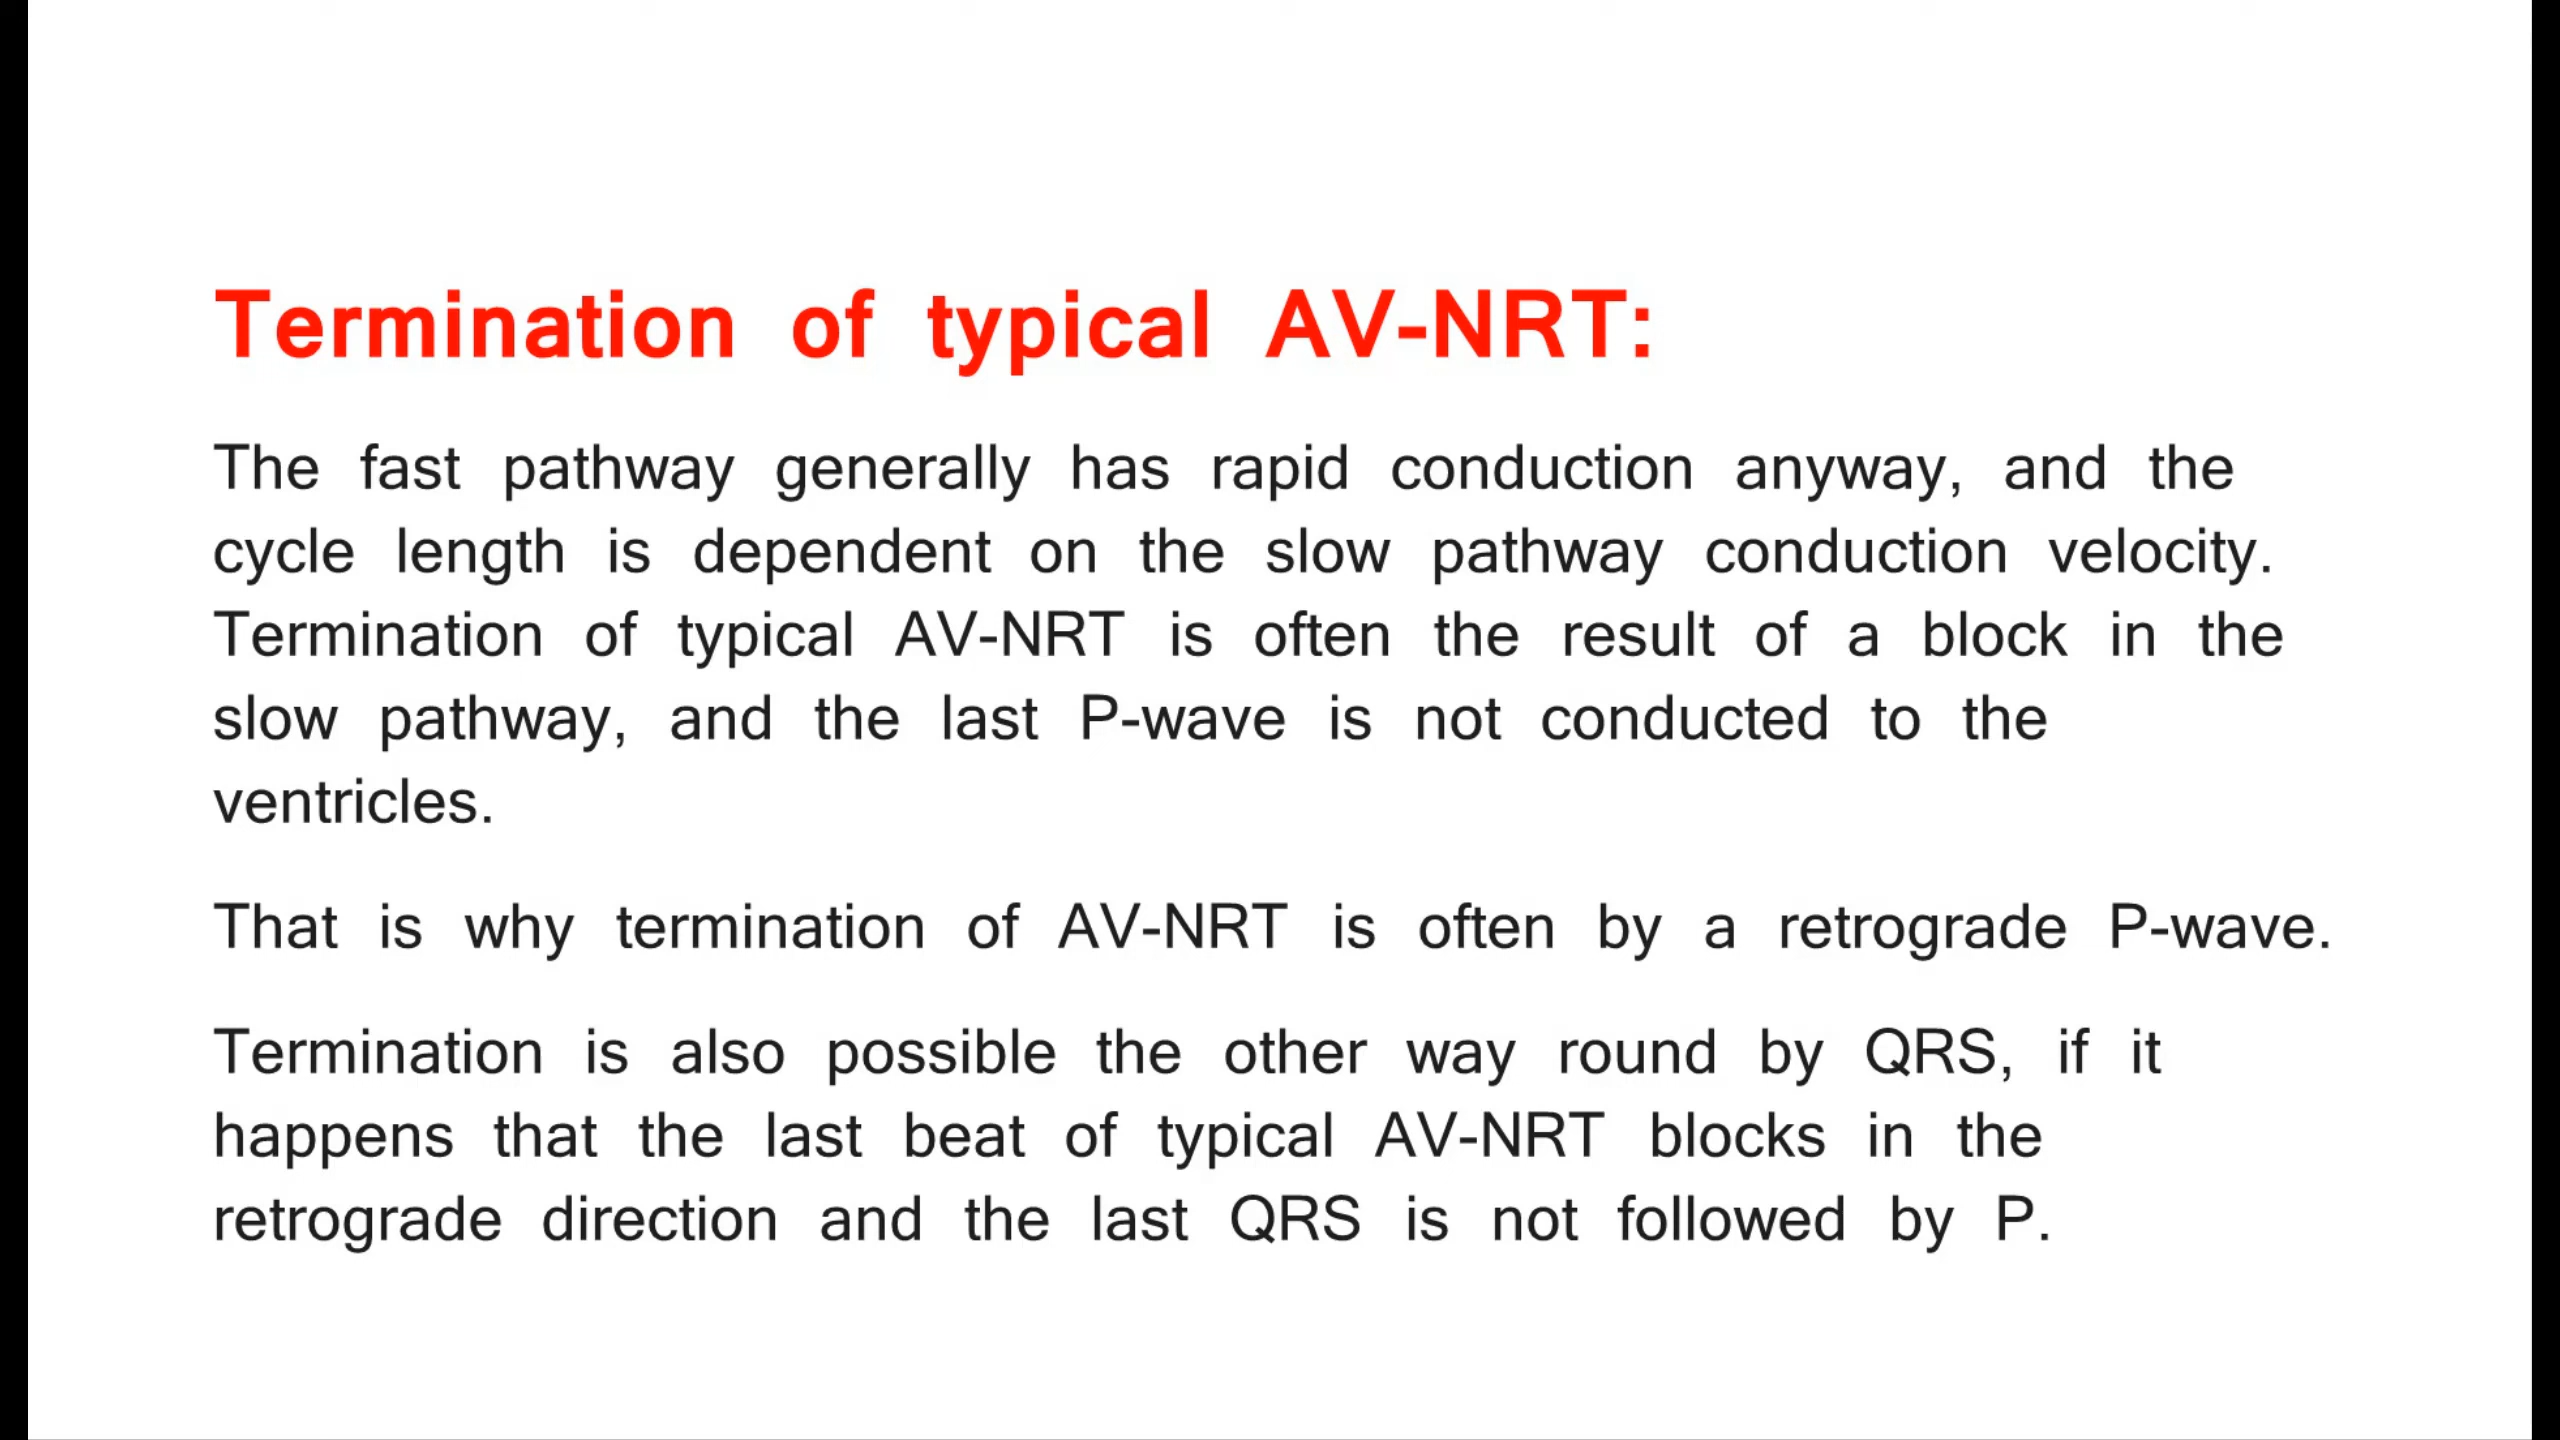 Termination of typical AV-NRT:
The fast pathway generally has rapid conduction anyway, and the
cycle length is dependent on the slow pathway conduction velocity.
Termination of typical AV-NRT is often the result of a block in the
slow pathway, and the last P-wave is not conducted to the
ventricles.
That is why termination of AV-NRT is often by a retrograde P-wave.
Termination is also possible the other way round by QRS, if it
happens that the last beat of typical AV-NRT blocks in the
retrograde direction and the last QRS is not followed by P.